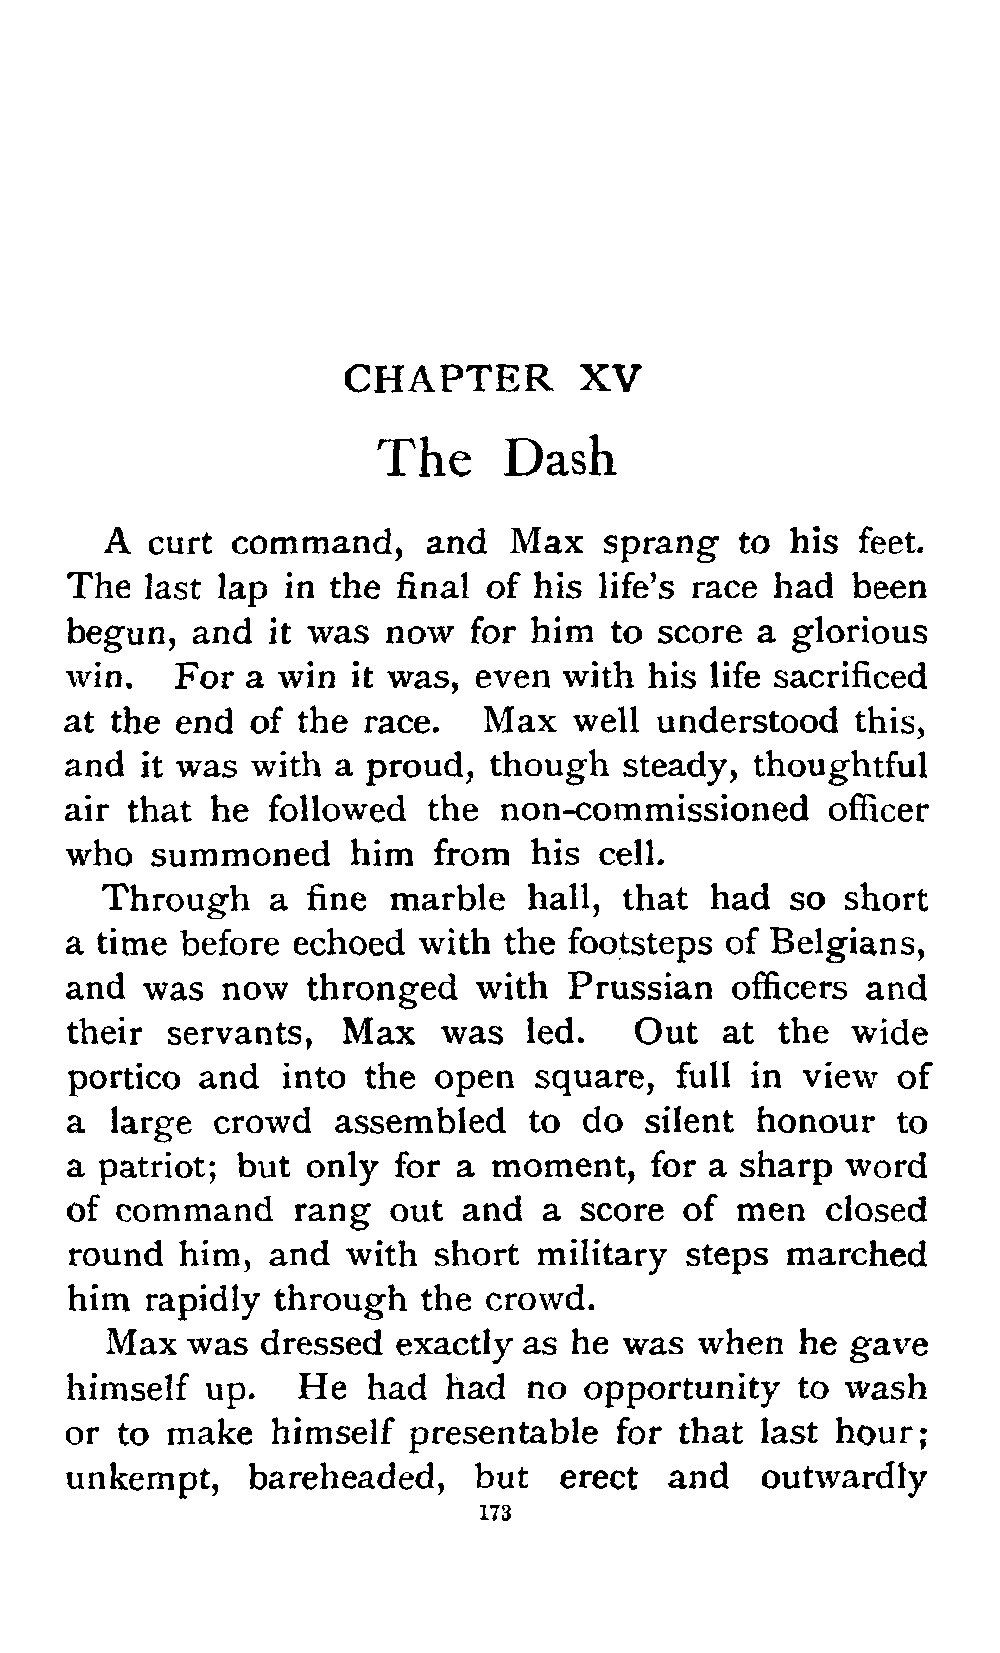 CHAPTER XV
The Dash
A curt command, and Max sprang to his feet.
The last lap in the final of his life's race had been
begun, and it was now for him to score a glorious
win. For a win it was, even with his life sacrificed
at the end of the race. Max well understood this,
and it was with a proud, though steady, thoughtful
air that he followed the non-commissioned officer
who summoned him from his cell.
Through a fine marble hall, that had so short
a time before echoed with the footsteps of Belgians,
and was now thronged with Prussian officers and
their servants, Max was led. Out at the wide
portico and into the open square, full in view of
a large crowd assembled to do silent honour to
a patriot; but only for a moment, for a sharp word
of command rang out and a score of men closed
round him, and with short military steps marched
him rapidly through the crowd.
Max was dressed exactly as he was when he gave
himself up. He had had no opportunity to wash
or to make himself presentable for that last hour;
unkempt, bareheaded, but erect and outwardly
173